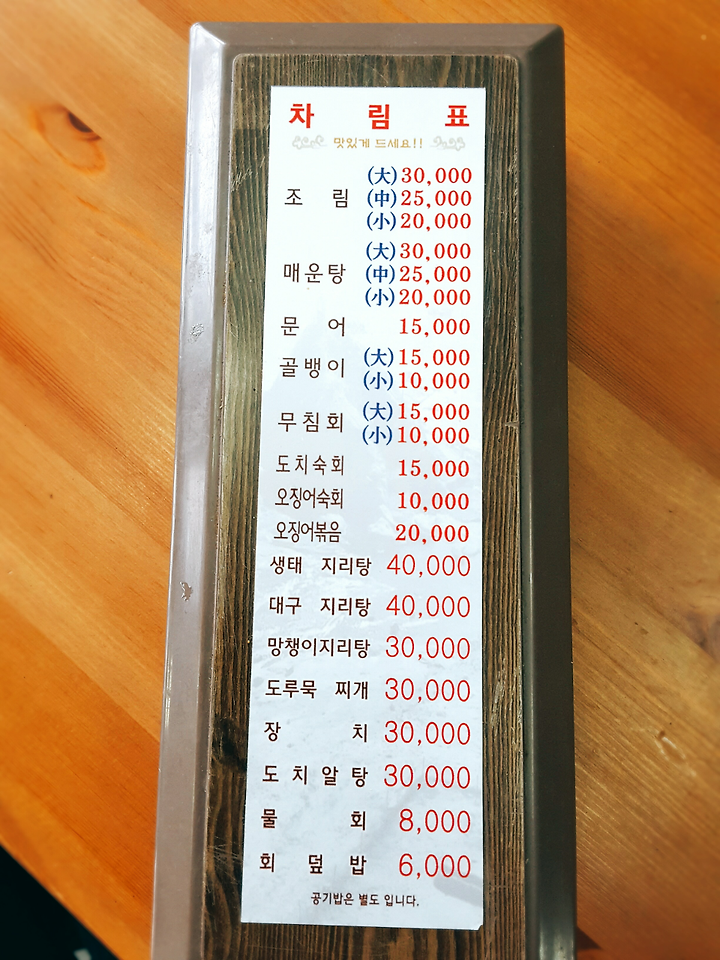 차 림 표
맛있게 드세요!!
(大) 30,000
조 림 (中) 25,000
(小) 20,000
(大) 30,000
매운탕 (中) 25,000
(小) 20,000
문 어 15,000
골뱅이 (大) 15,000
(小) 10,000
무침회 (大) 15,000
(小) 10,000
도치숙회 15,000
오징어숙회 10,000
오징어볶음 20,000
생태 지리탕 40,000
대구 지리탕 40,000
망챙이지리탕 30,000
도루묵 찌개 30,000
장 치 30,000
도 치 알 탕 30,000
물 회 8,000
회 덮 밥 6,000
공기밥은 별도 입니다.